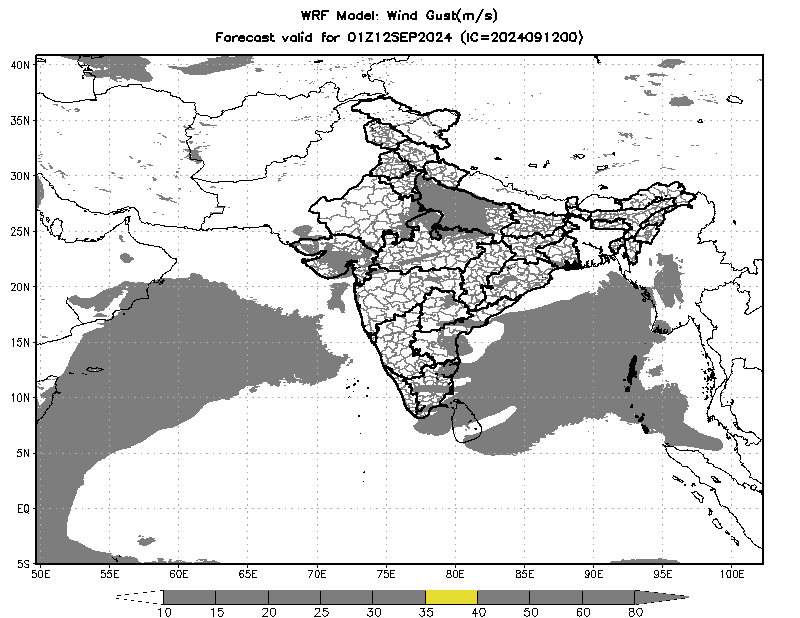 WRF Model: Wind Gust(m/s)
Forecast valid for 01Z12SEP2024 (IC=2024091200)
40N
35N
30N
25N
20N
15N
10N
5N
EQ
5S
50E 55E 60E 65E 70E 75E 80E 85E 90E 95E 100E
10 15 20 25 30 35 40 50 60 80